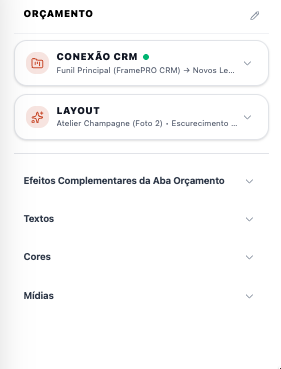 ORÇAMENTO
CONEXÃO CRM
Funil Principal (FramePRO CRM) → Novos Le...
LAYOUT
Atelier Champagne (Foto 2) • Escurecimento ...
Efeitos Complementares da Aba Orçamento
Textos
Cores
Mídias